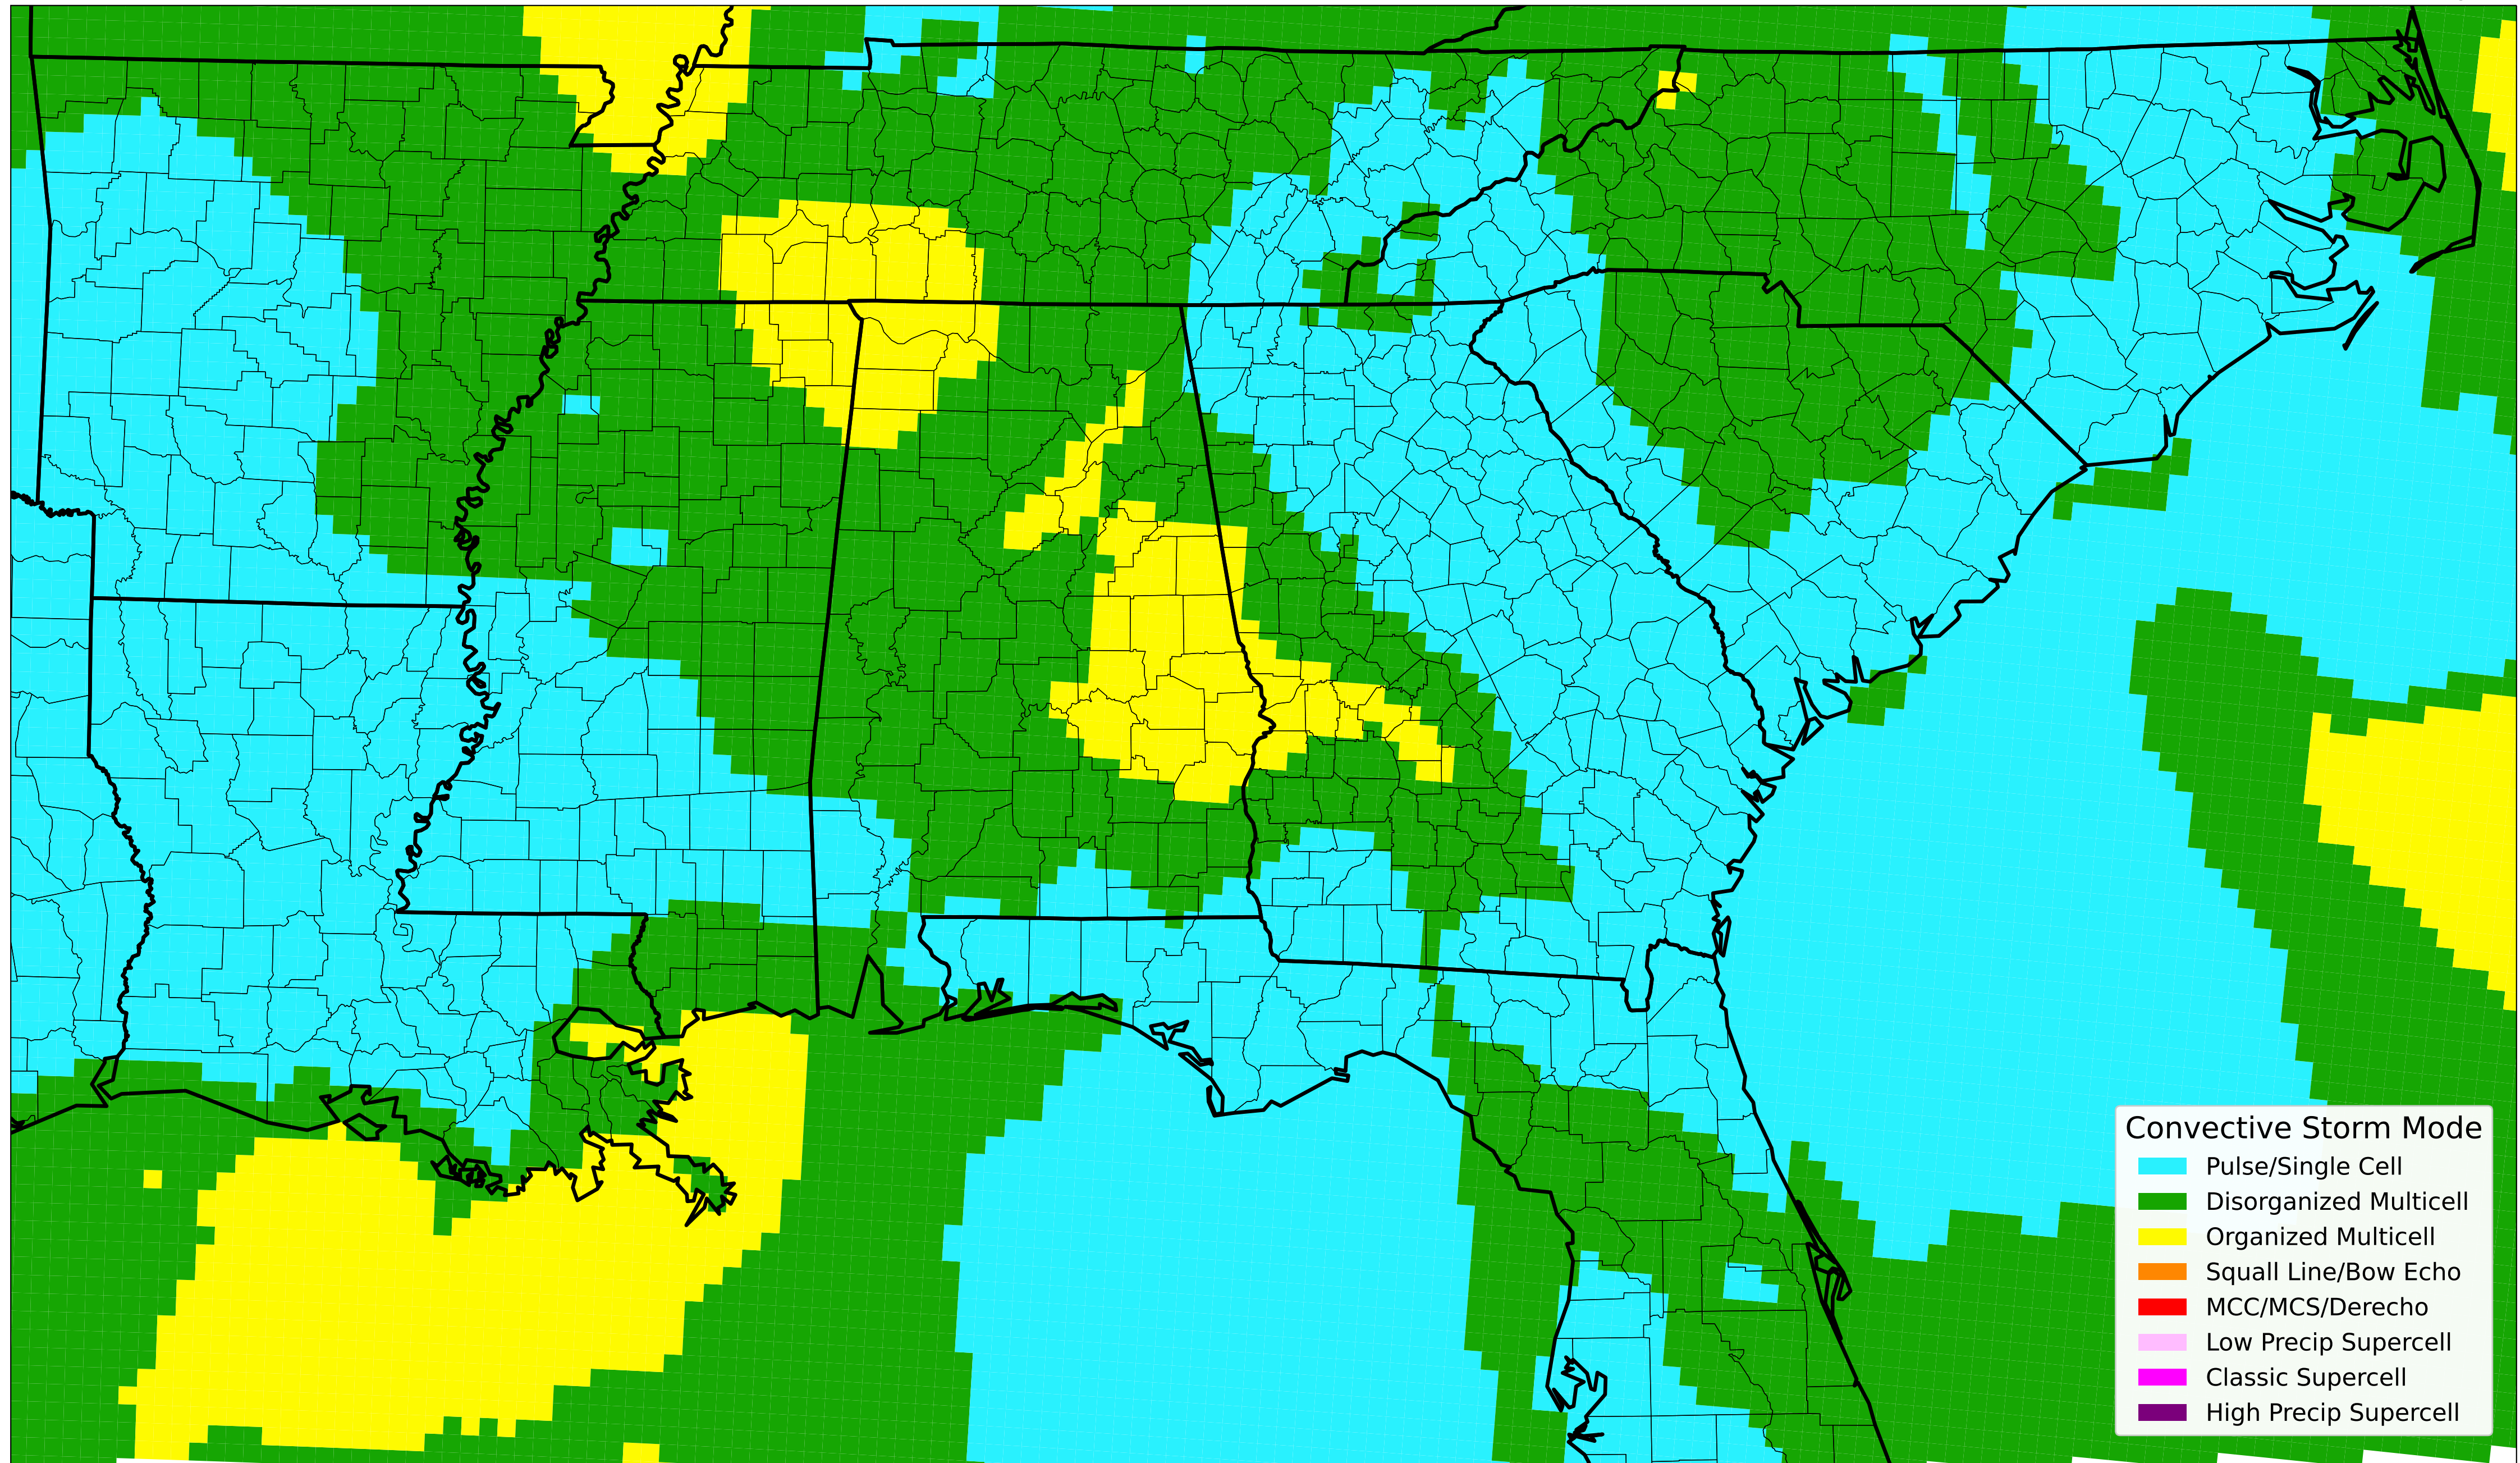 Convective Storm Mode
Pulse/Single Cell
Disorganized Multicell
Organized Multicell
Squall Line/Bow Echo
MCC/MCS/Derecho
Low Precip Supercell
Classic Supercell
High Precip Supercell